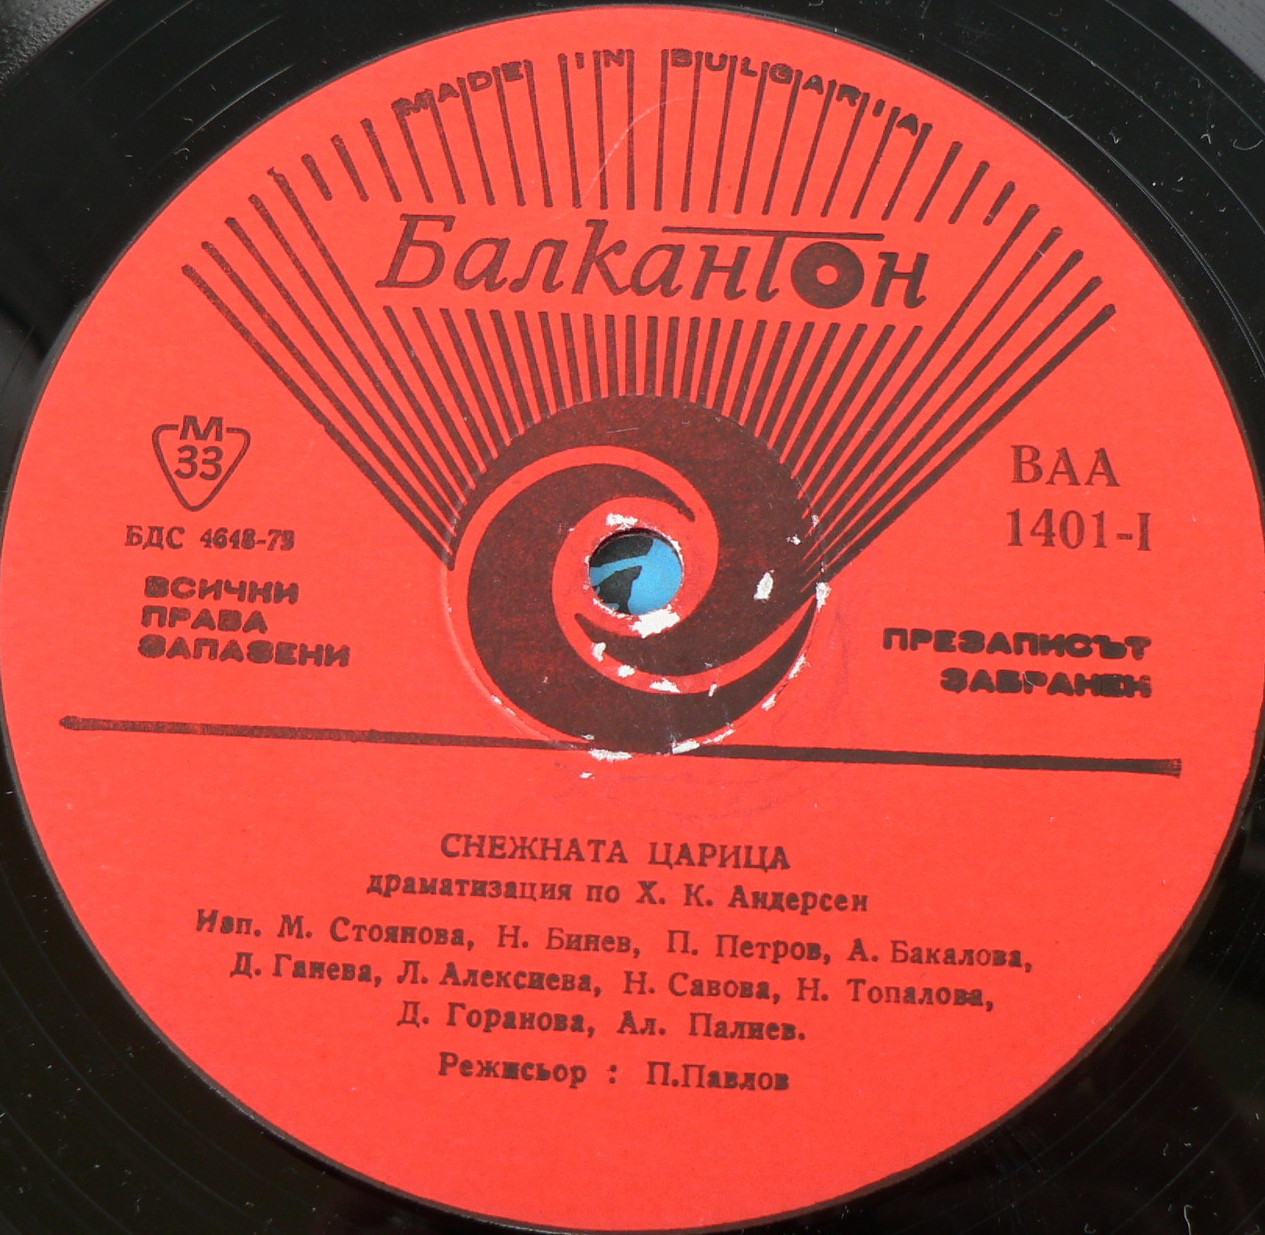 MADE IN BULGARIA
Балкантон
М
33
БДС 4648-73
ВСИЧКИ
ПРАВА
ЗАПАЗЕНИ
ВАА
1401-I
ПРЕЗАПИСЪТ
ЗАБРАНЕН
СНЕЖНАТА ЦАРИЦА
драматизация по Х. К. Андерсен
Изп. М. Стоянова, Н. Бинев, П. Петров, А. Бакалова,
Д. Ганева, Л. Алексиева, Н. Савова, Н. Топалова,
Д. Горанова, Ал. Палиев.
Режисьор : П.Павлов